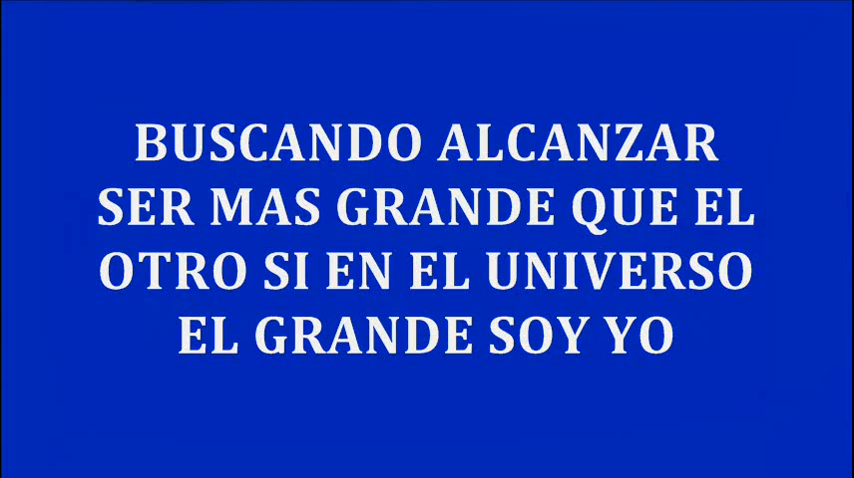 BUSCANDO ALCANZAR
SER MAS GRANDE QUE EL
OTRO SI EN EL UNIVERSO
EL GRANDE SOY YO